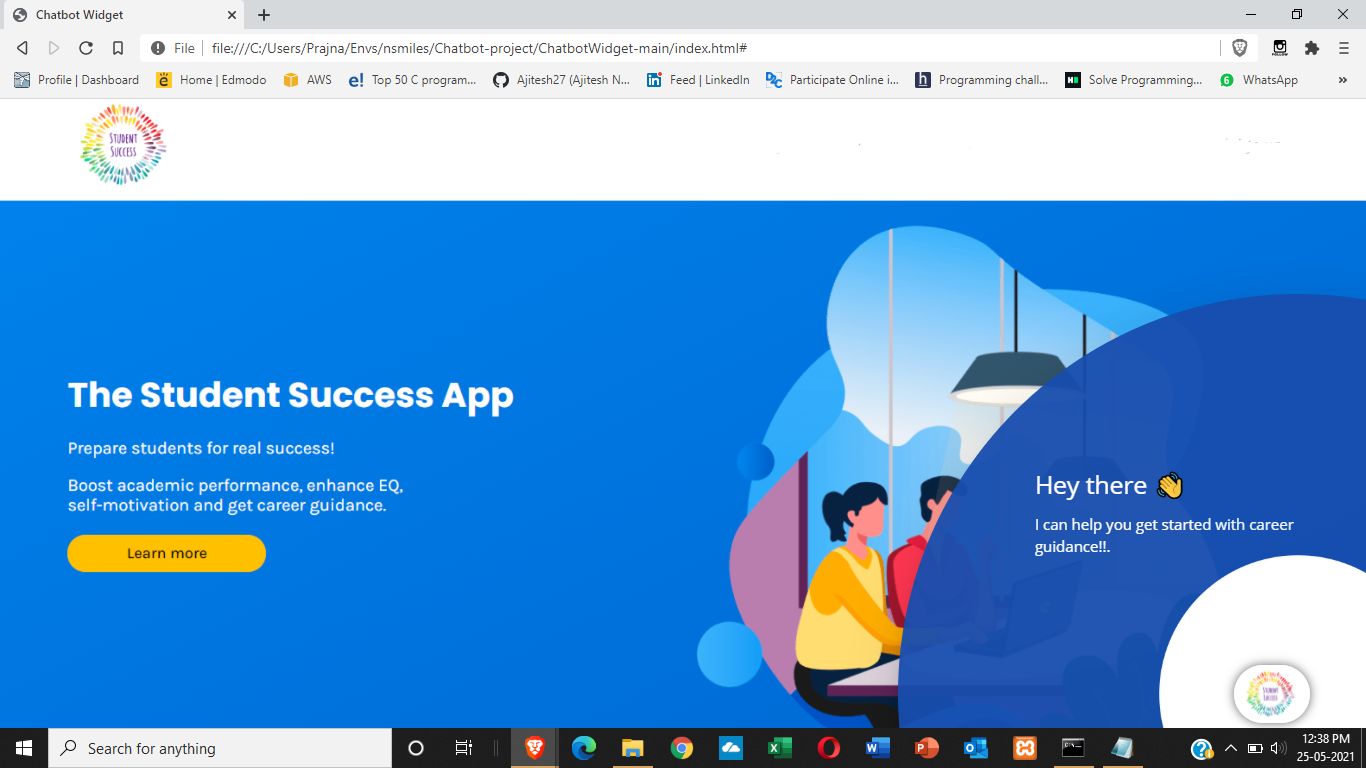 Chatbot Widget
File
file:///C:/Users/Prajna/Envs/nsmiles/Chatbot-project/ChatbotWidget-main/index.html#
Profile | Dashboard
Home | Edmodo
AWS
Top 50 C program...
Ajitesh27 (Ajitesh N...
Feed | LinkedIn
Participate Online i...
Programming chall...
Solve Programming...
WhatsApp
»
STUDENT
SUCCESS
The Student Success App
Prepare students for real success!
Boost academic performance, enhance EQ,
self-motivation and get career guidance.
Learn more
Hey there 👋
I can help you get started with career
guidance!!.
STUDENT
SUCCESS
Search for anything
12:38 PM
25-05-2021